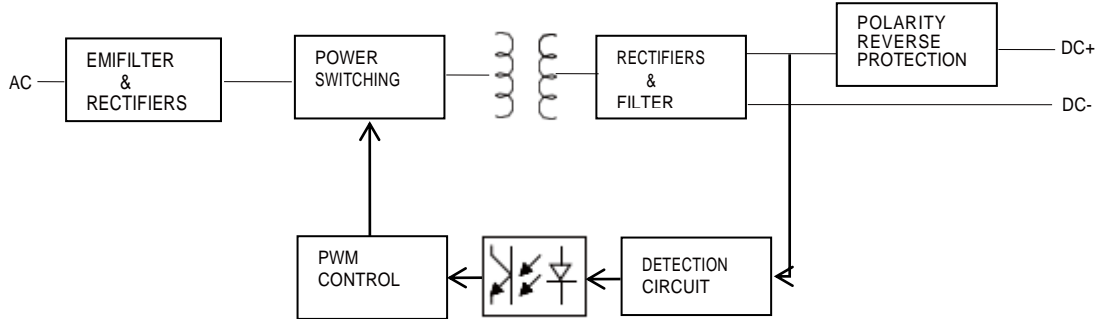 AC
EMIFILTER
&
RECTIFIERS
POWER
SWITCHING
RECTIFIERS
&
FILTER
POLARITY
REVERSE
PROTECTION
DC+
DC-
PWM
CONTROL
DETECTION
CIRCUIT